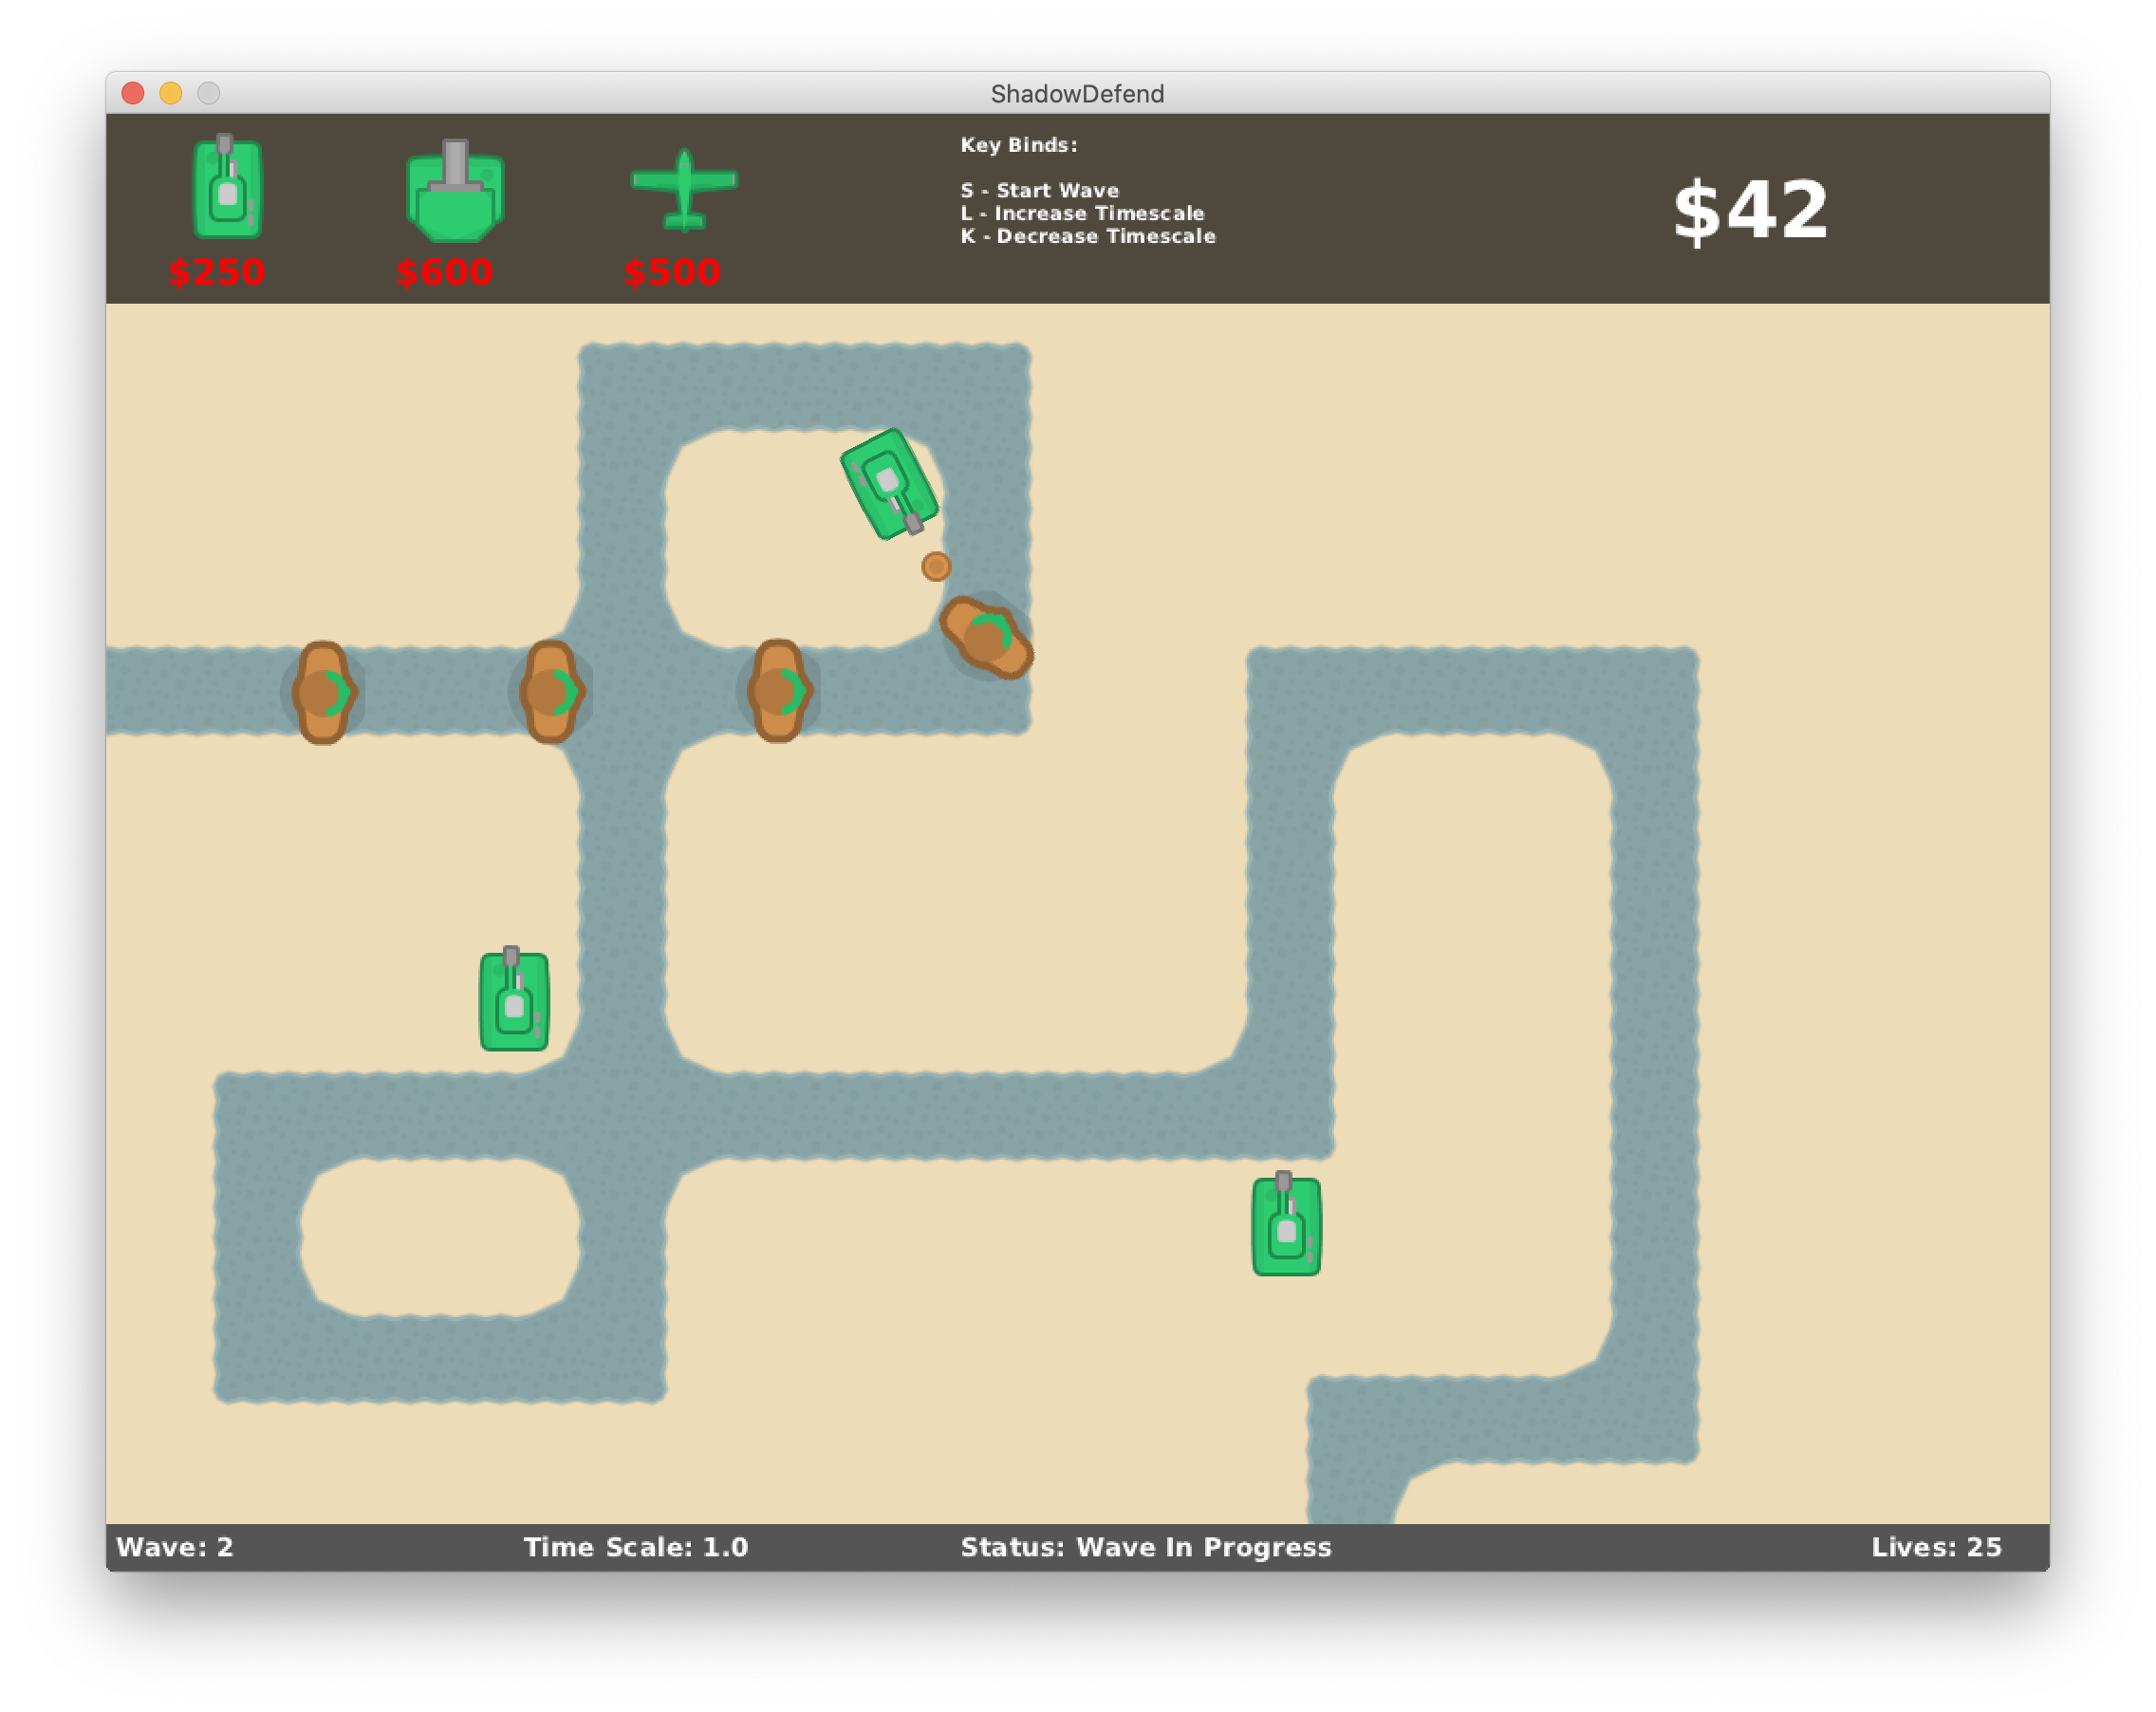 ShadowDefend
$250
$600
$500
Key Binds:
S - Start Wave
L - Increase Timescale
K - Decrease Timescale
$42
Wave: 2
Time Scale: 1.0
Status: Wave In Progress
Lives: 25